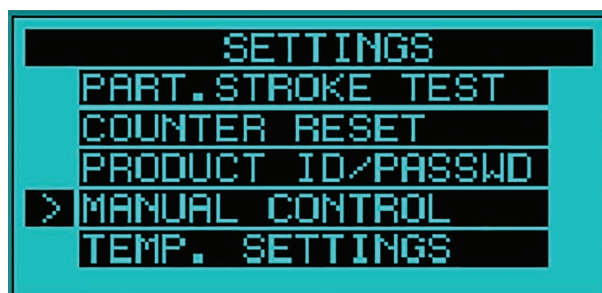 SETTINGS
PART.STROKE TEST
COUNTER RESET
PRODUCT ID/PASSWD
> MANUAL CONTROL
TEMP. SETTINGS